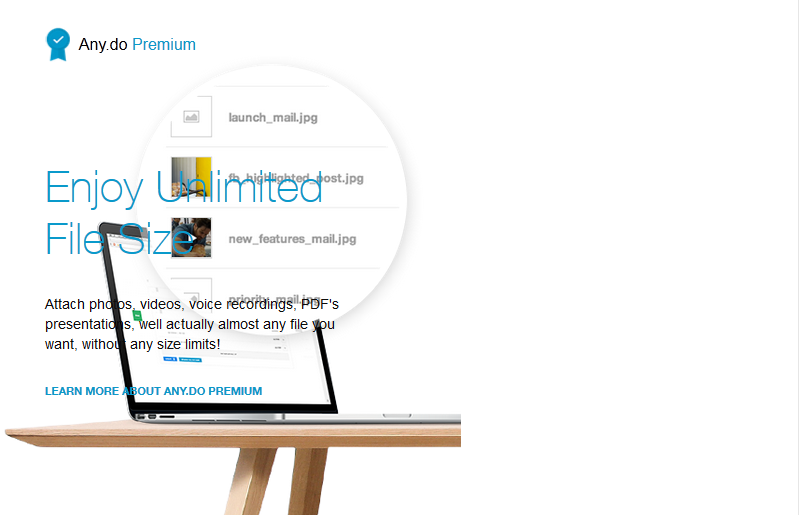 Any.do Premium
launch_mail.jpg
fb_highlighted_post.jpg
Enjoy Unlimited
File Size
new_features_mail.jpg
priority_mail.jpg
Attach photos, videos, voice recordings, PDF's
presentations, well actually almost any file you
want, without any size limits!
LEARN MORE ABOUT ANY.DO PREMIUM